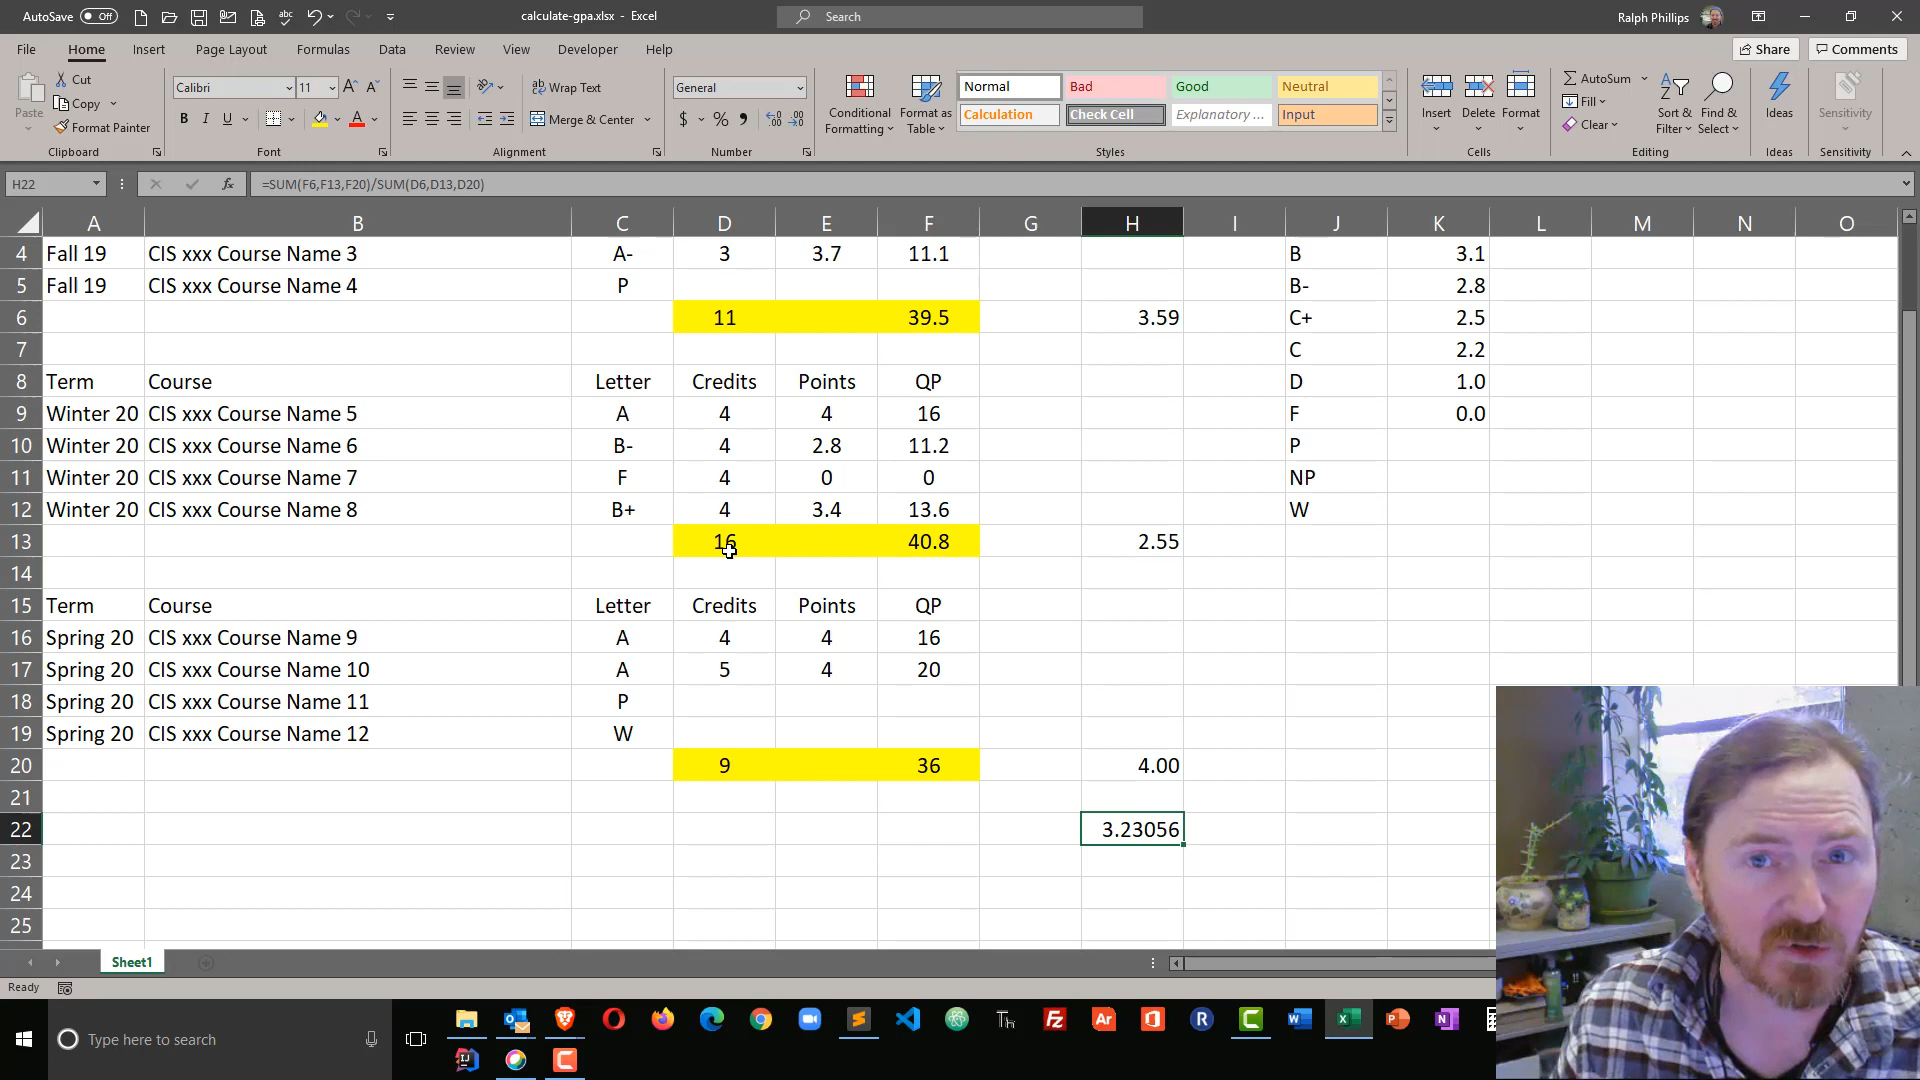 AutoSave Off calculate-gpa.xlsx - Excel Search Ralph Phillips
File Home Insert Page Layout Formulas Data Review View Developer Help Share Comments
Paste Cut Copy Format Painter
Calibri 11
B I U A
Wrap Text
Merge & Center
General
$ %
Conditional Formatting Format as Table
Normal Bad Good Neutral
Calculation Check Cell Explanatory ... Input
Insert Delete Format
AutoSum Fill Clear
Sort & Filter Find & Select Ideas Sensitivity
Clipboard Font Alignment Number Styles Cells Editing Ideas Sensitivity
H22 fx =SUM(F6,F13,F20)/SUM(D6,D13,D20)
A B C D E F G H I J K L M N O
4 Fall 19 CIS xxx Course Name 3 A- 3 3.7 11.1 B 3.1
5 Fall 19 CIS xxx Course Name 4 P B- 2.8
6 11 39.5 3.59 C+ 2.5
7 C 2.2
8 Term Course Letter Credits Points QP D 1.0
9 Winter 20 CIS xxx Course Name 5 A 4 4 16 F 0.0
10 Winter 20 CIS xxx Course Name 6 B- 4 2.8 11.2 P
11 Winter 20 CIS xxx Course Name 7 F 4 0 0 NP
12 Winter 20 CIS xxx Course Name 8 B+ 4 3.4 13.6 W
13 16 40.8 2.55
14
15 Term Course Letter Credits Points QP
16 Spring 20 CIS xxx Course Name 9 A 4 4 16
17 Spring 20 CIS xxx Course Name 10 A 5 4 20
18 Spring 20 CIS xxx Course Name 11 P
19 Spring 20 CIS xxx Course Name 12 W
20 9 36 4.00
21
22 3.23056
23
24
25
Sheet1
Ready
Type here to search